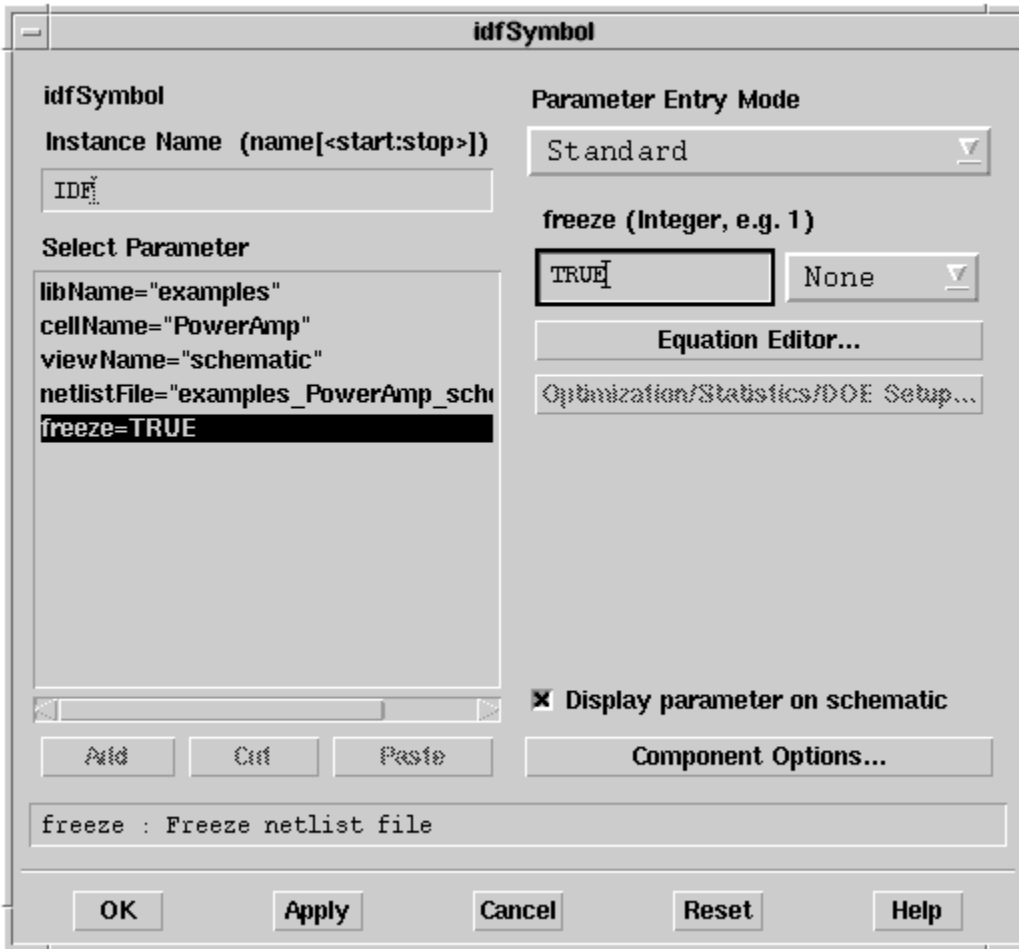 idfSymbol
idfSymbol
Instance Name (name[<start:stop>])
IDF
Select Parameter
libName="examples"
cellName="PowerAmp"
viewName="schematic"
netlistFile="examples_PowerAmp_sch
freeze=TRUE
Add Cut Paste
Parameter Entry Mode
Standard
freeze (Integer, e.g. 1)
TRUE None
Equation Editor...
Optimization/Statistics/DOE Setup...
Display parameter on schematic
Component Options...
freeze : Freeze netlist file
OK Apply Cancel Reset Help